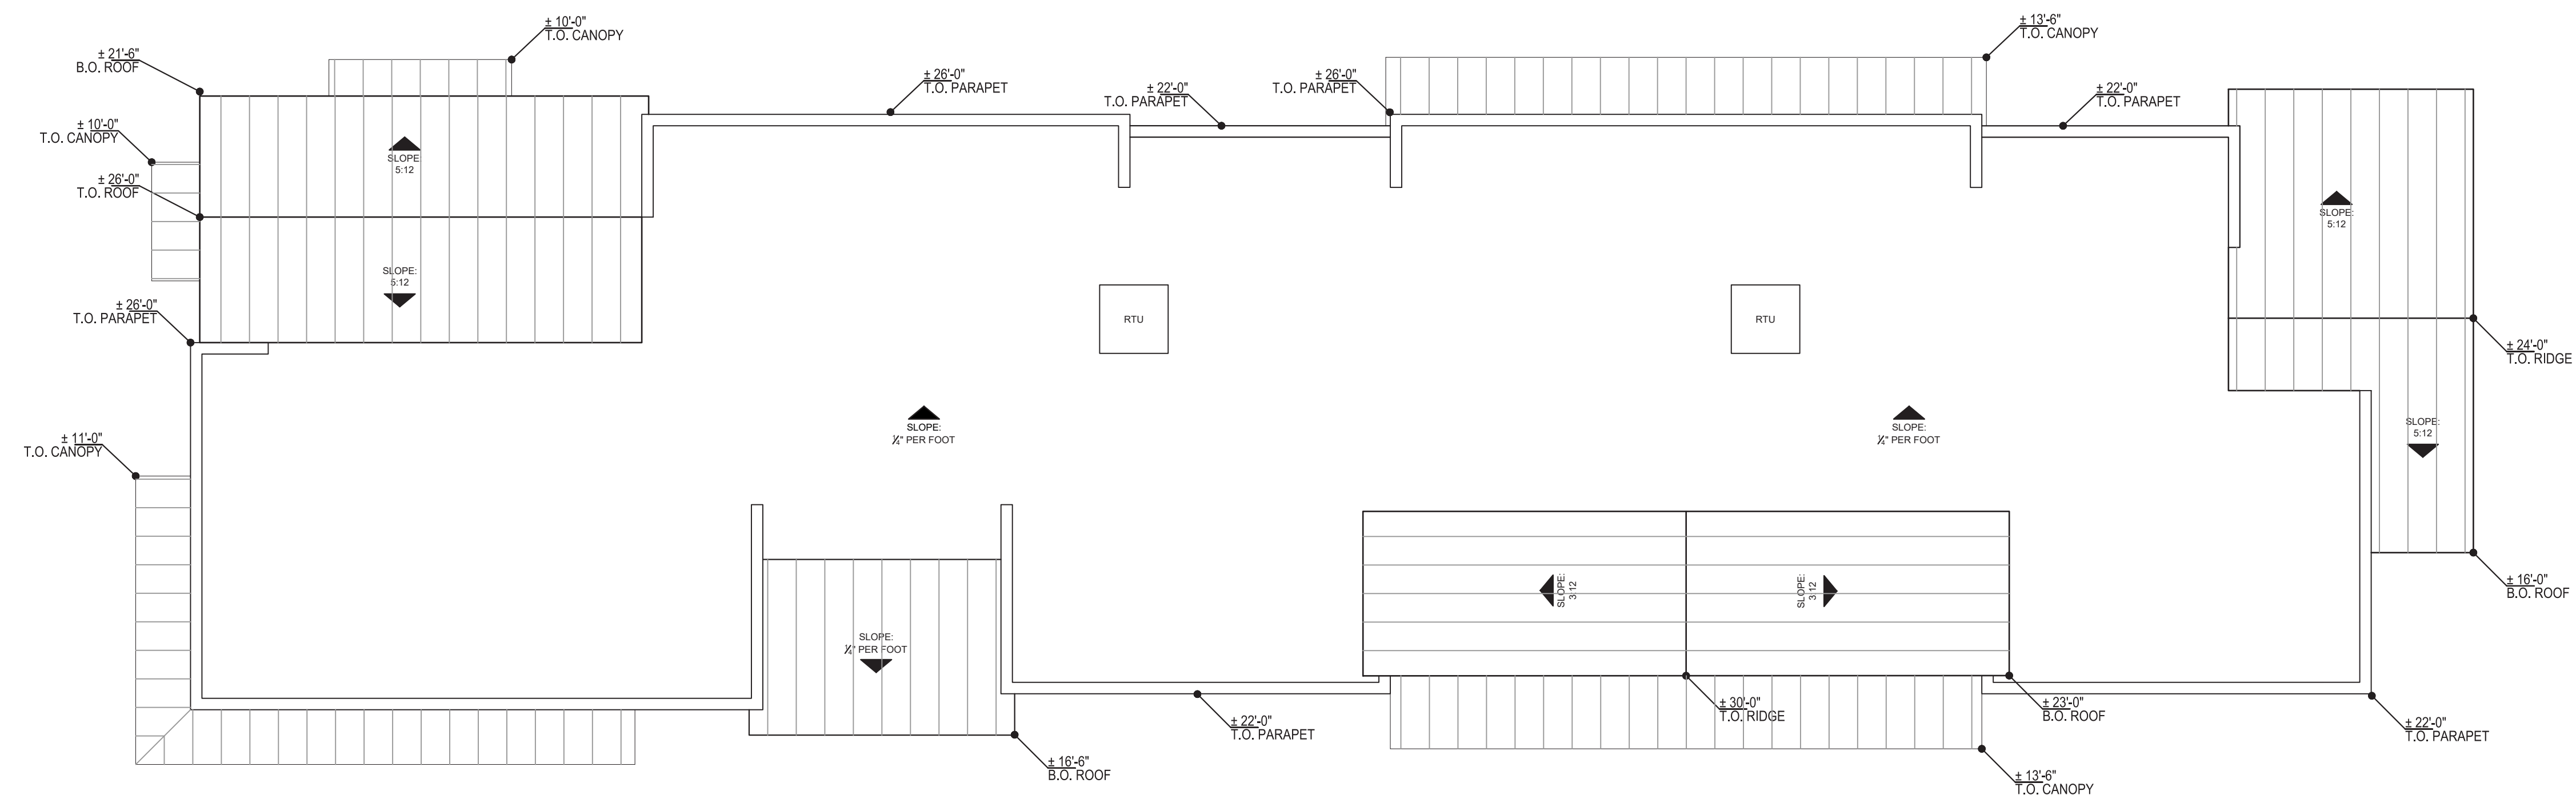 ± 10'-0"
T.O. CANOPY
± 13'-6"
T.O. CANOPY
± 21'-6"
B.O. ROOF
± 26'-0"
T.O. PARAPET
± 22'-0"
T.O. PARAPET
± 26'-0"
T.O. PARAPET
± 22'-0"
T.O. PARAPET
± 10'-0"
T.O. CANOPY
SLOPE:
5:12
± 26'-0"
T.O. ROOF
SLOPE:
5:12
SLOPE:
5:12
± 26'-0"
T.O. PARAPET
RTU
RTU
± 24'-0"
T.O. RIDGE
± 11'-0"
T.O. CANOPY
SLOPE:
¼" PER FOOT
SLOPE:
¼" PER FOOT
SLOPE:
5:12
SLOPE:
3:12
SLOPE:
3:12
± 16'-0"
B.O. ROOF
SLOPE:
¼" PER FOOT
± 22'-0"
T.O. PARAPET
± 30'-0"
T.O. RIDGE
± 23'-0"
B.O. ROOF
± 22'-0"
T.O. PARAPET
± 16'-6"
B.O. ROOF
± 13'-6"
T.O. CANOPY